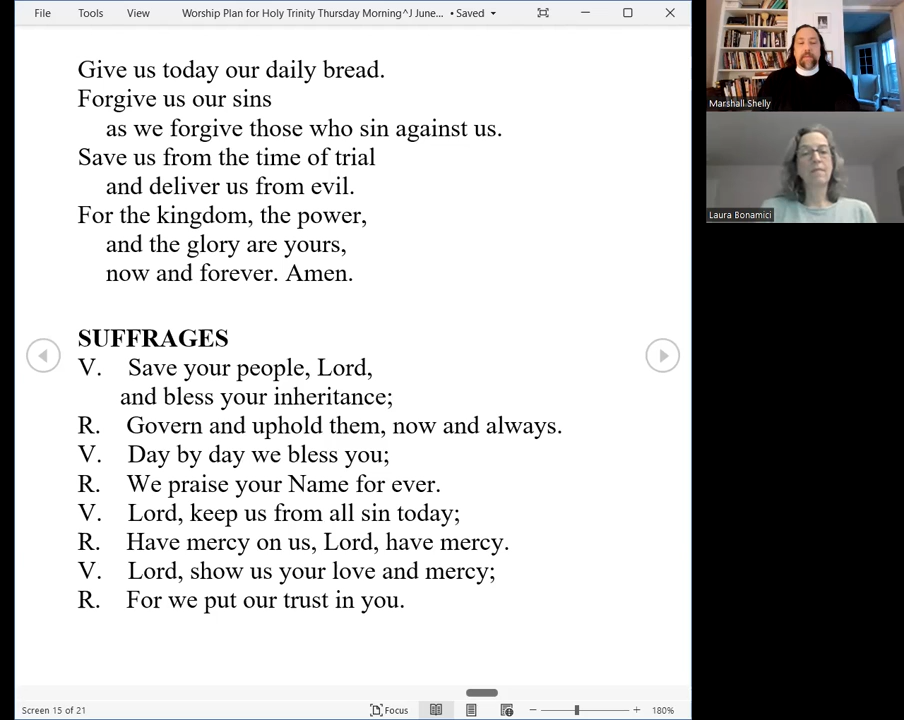 File Tools View Worship Plan for Holy Trinity Thursday Morning^J June... • Saved
Give us today our daily bread.
Forgive us our sins
as we forgive those who sin against us.
Save us from the time of trial
and deliver us from evil.
For the kingdom, the power,
and the glory are yours,
now and forever. Amen.
SUFFRAGES
V. Save your people, Lord,
and bless your inheritance;
R. Govern and uphold them, now and always.
V. Day by day we bless you;
R. We praise your Name for ever.
V. Lord, keep us from all sin today;
R. Have mercy on us, Lord, have mercy.
V. Lord, show us your love and mercy;
R. For we put our trust in you.
Screen 15 of 21 Focus 180%
Marshall Shelly
Laura Bonamici